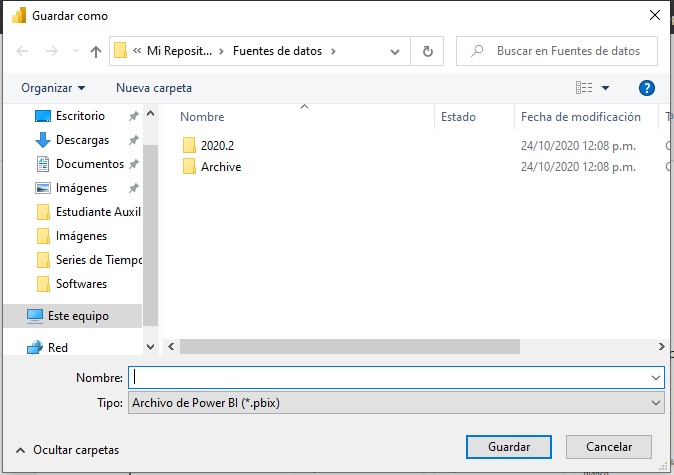 Guardar como
Mi Reposit... Fuentes de datos
Buscar en Fuentes de datos
Organizar Nueva carpeta
Escritorio
Descargas
Documentos
Imágenes
Estudiante Auxil
Imágenes
Series de Tiempo
Softwares
Este equipo
Red
Nombre Estado Fecha de modificación
2020.2 24/10/2020 12:08 p.m.
Archive 24/10/2020 12:08 p.m.
Nombre:
Tipo: Archivo de Power BI (*.pbix)
Ocultar carpetas
Guardar Cancelar